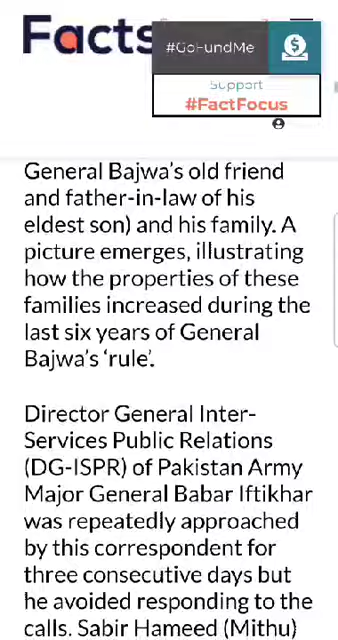 Facts
#GoFundMe
Support
#FactFocus
General Bajwa's old friend
and father-in-law of his
eldest son) and his family. A
picture emerges, illustrating
how the properties of these
families increased during the
last six years of General
Bajwa's ‘rule’.
Director General Inter-
Services Public Relations
(DG-ISPR) of Pakistan Army
Major General Babar Iftikhar
was repeatedly approached
by this correspondent for
three consecutive days but
he avoided responding to the
calls. Sabir Hameed (Mithu)